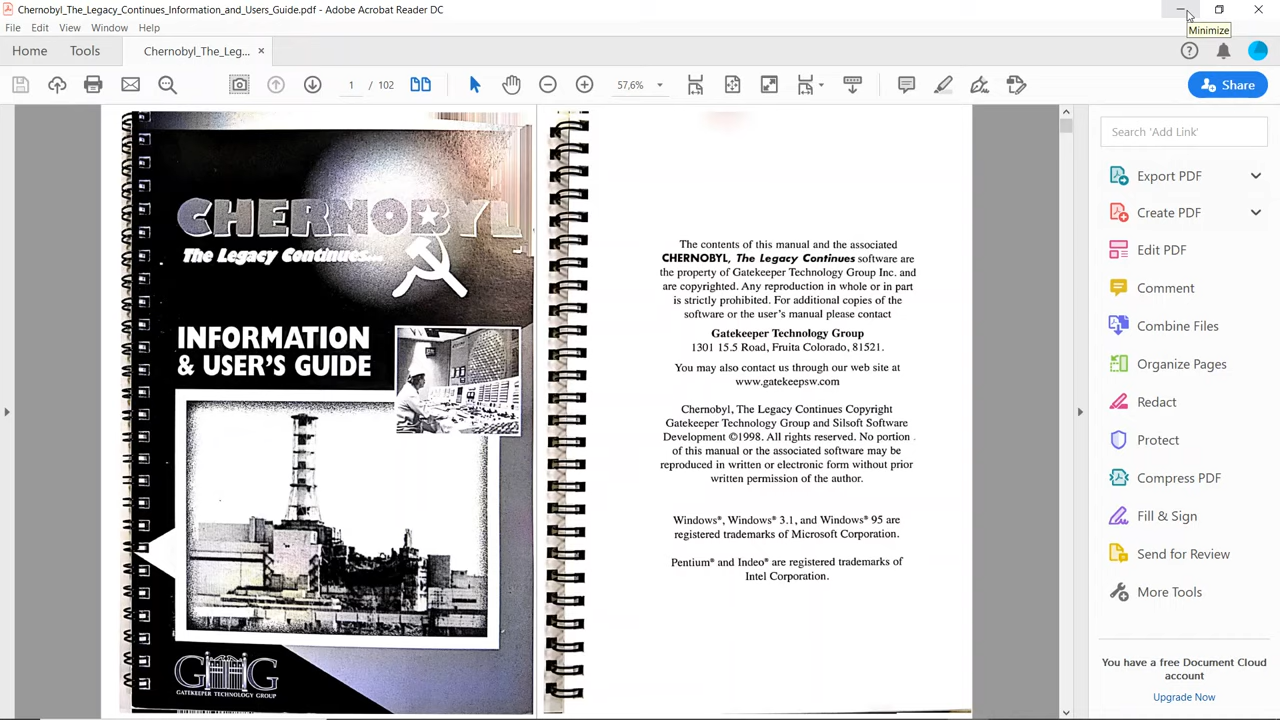 Chernobyl_The_Legacy_Continues_Information_and_Users_Guide.pdf - Adobe Acrobat Reader DC
File Edit View Window Help
Minimize
Home Tools Chernobyl_The_Leg... ×
1 / 102 57,6% Share
CHERNOBYL
The Legacy Continues...
INFORMATION
& USER'S GUIDE
GTG
GATEKEEPER TECHNOLOGY GROUP
The contents of this manual and the associated
CHERNOBYL, The Legacy Continues software are
the property of Gatekeeper Technology Group Inc. and
are copyrighted. Any reproduction in whole or in part
is strictly prohibited. For additional copies of the
software or the user's manual please contact
Gatekeeper Technology Group
1301 15.5 Road, Fruita Colorado, 81521.
You may also contact us through our web site at
www.gatekeepsw.com
Chernobyl, The Legacy Continues Copyright
Gatekeeper Technology Group and Scisoft Software
Development ©1998, All rights reserved. No portion
of this manual or the associated software may be
reproduced in written or electronic form without prior
written permission of the author.
Windows®, Windows® 3.1, and Windows® 95 are
registered trademarks of Microsoft Corporation.
Pentium® and Indeo® are registered trademarks of
Intel Corporation.
Search 'Add Link'
Export PDF
Create PDF
Edit PDF
Comment
Combine Files
Organize Pages
Redact
Protect
Compress PDF
Fill & Sign
Send for Review
More Tools
You have a free Document Cloud
account
Upgrade Now